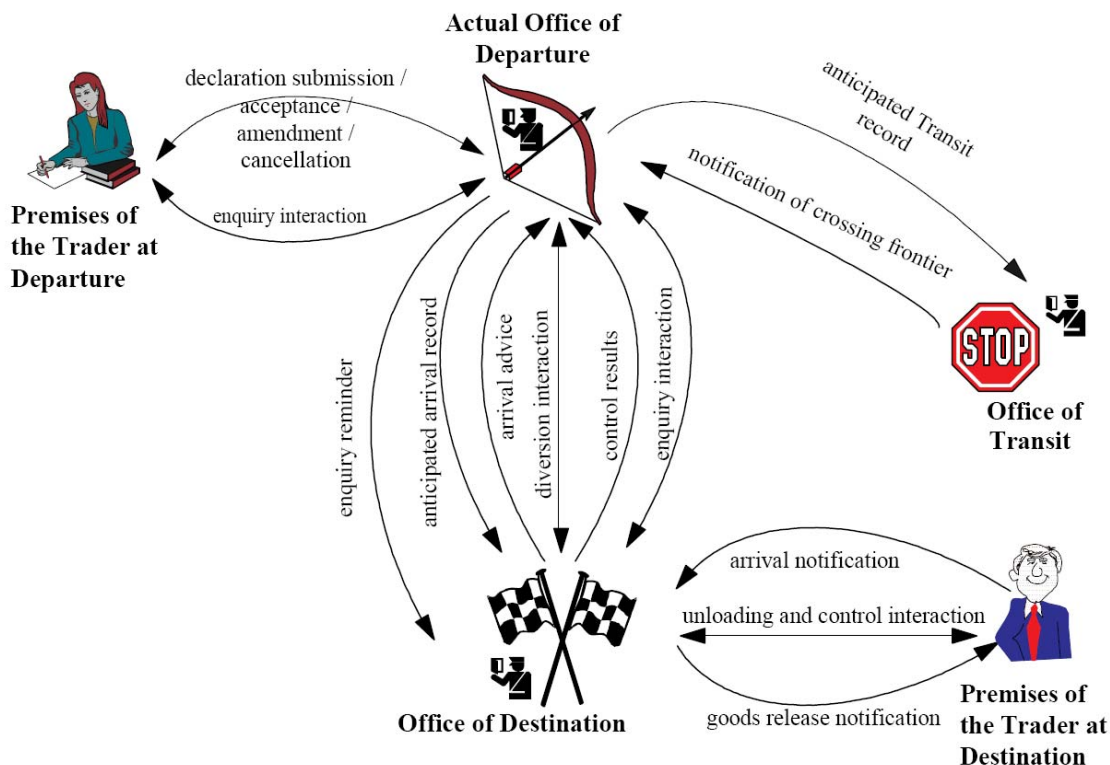 Actual Office of
Departure
declaration submission /
acceptance /
amendment /
cancellation
enquiry interaction
Premises of
the Trader at
Departure
anticipated Transit
record
notification of crossing frontier
STOP
Office of
Transit
enquiry reminder
anticipated arrival record
arrival advice
diversion interaction
control results
enquiry interaction
arrival notification
unloading and control interaction
goods release notification
Office of Destination
Premises of
the Trader at
Destination